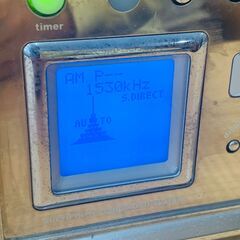 timer
AM P--
1530kHz
S.DIRECT
AUTO